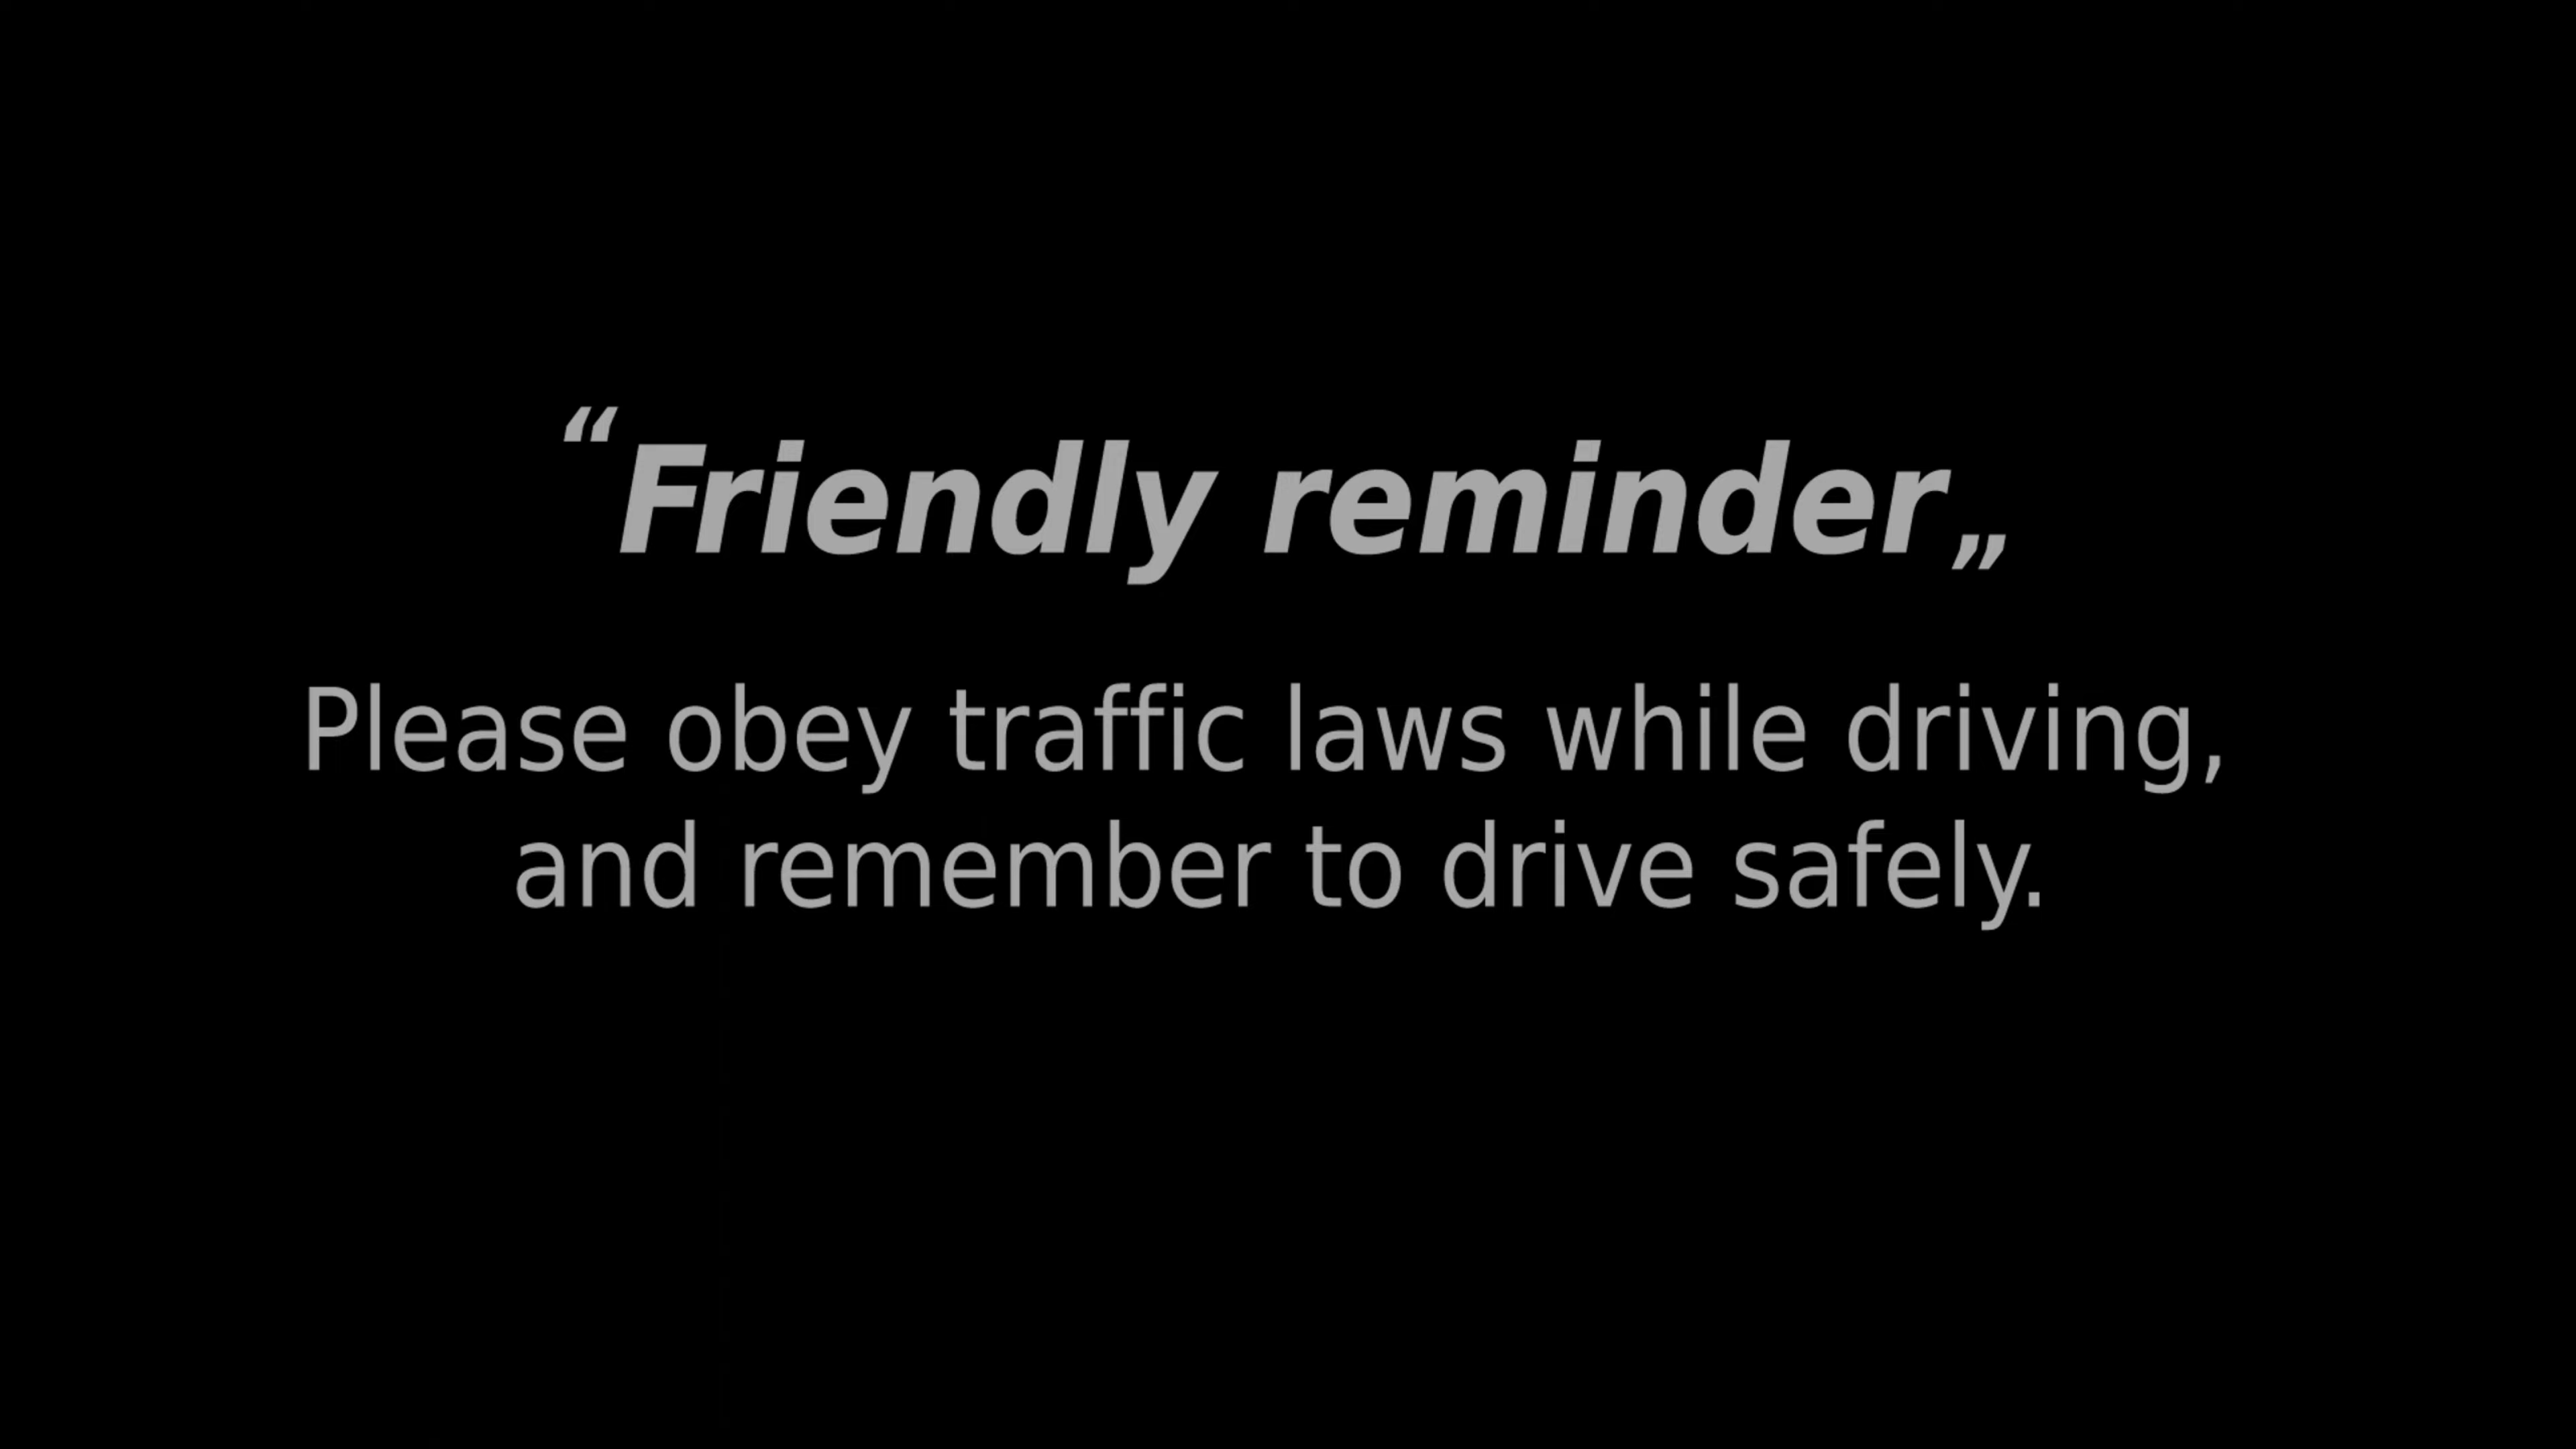 “Friendly reminder„
Please obey traffic laws while driving,
and remember to drive safely.